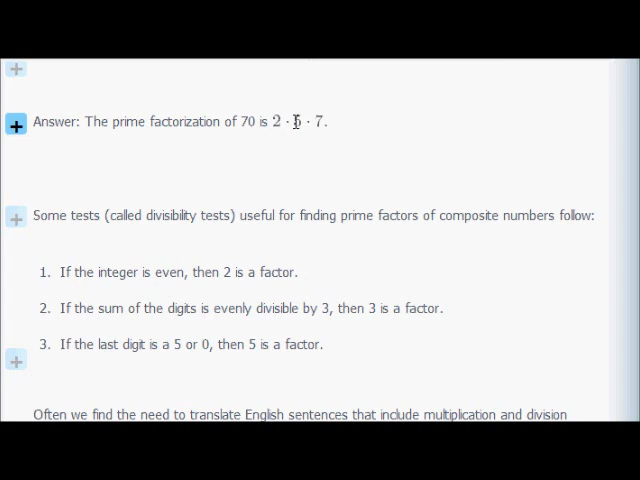 Answer: The prime factorization of 70 is 2 · 5 · 7.
Some tests (called divisibility tests) useful for finding prime factors of composite numbers follow:
1. If the integer is even, then 2 is a factor.
2. If the sum of the digits is evenly divisible by 3, then 3 is a factor.
3. If the last digit is a 5 or 0, then 5 is a factor.
Often we find the need to translate English sentences that include multiplication and division